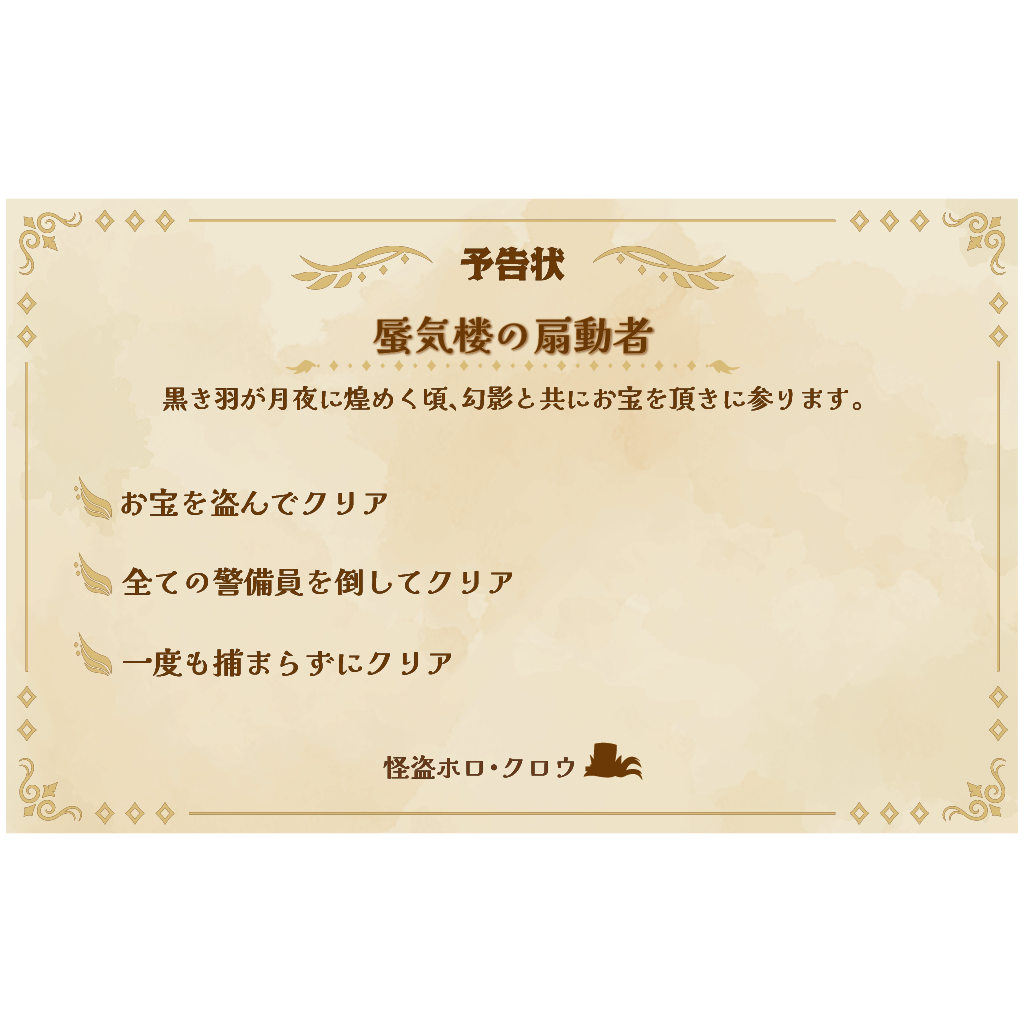 予告状
蜃気楼の扇動者
黒き羽が月夜に煌めく頃、幻影と共にお宝を頂きに参ります。
お宝を盗んでクリア
全ての警備員を倒してクリア
一度も捕まらずにクリア
怪盗ホロ・クロウ